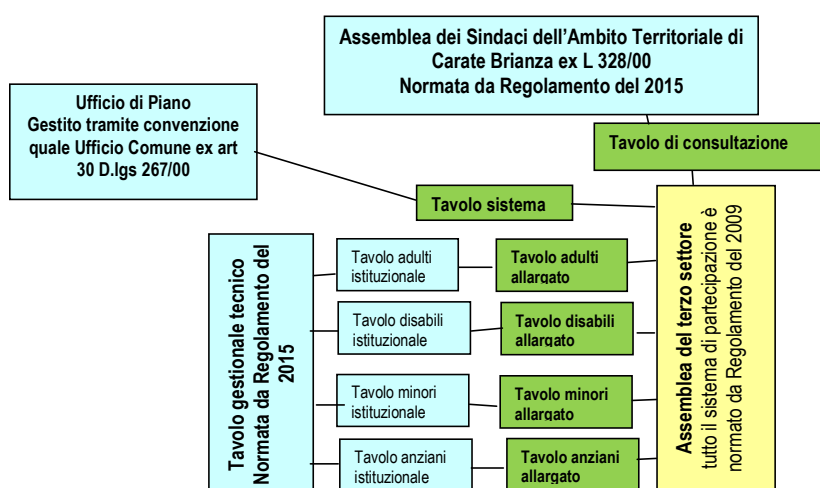 Assemblea dei Sindaci dell'Ambito Territoriale di
Carate Brianza ex L 328/00
Normata da Regolamento del 2015
Ufficio di Piano
Gestito tramite convenzione
quale Ufficio Comune ex art
30 D.lgs 267/00
Tavolo di consultazione
Tavolo sistema
Tavolo gestionale tecnico
Normata da Regolamento del
2015
Tavolo adulti
istituzionale
Tavolo adulti
allargato
Tavolo disabili
istituzionale
Tavolo disabili
allargato
Tavolo minori
istituzionale
Tavolo minori
allargato
Tavolo anziani
istituzionale
Tavolo anziani
allargato
Assemblea del terzo settore
tutto il sistema di partecipazione è
normato da Regolamento del 2009